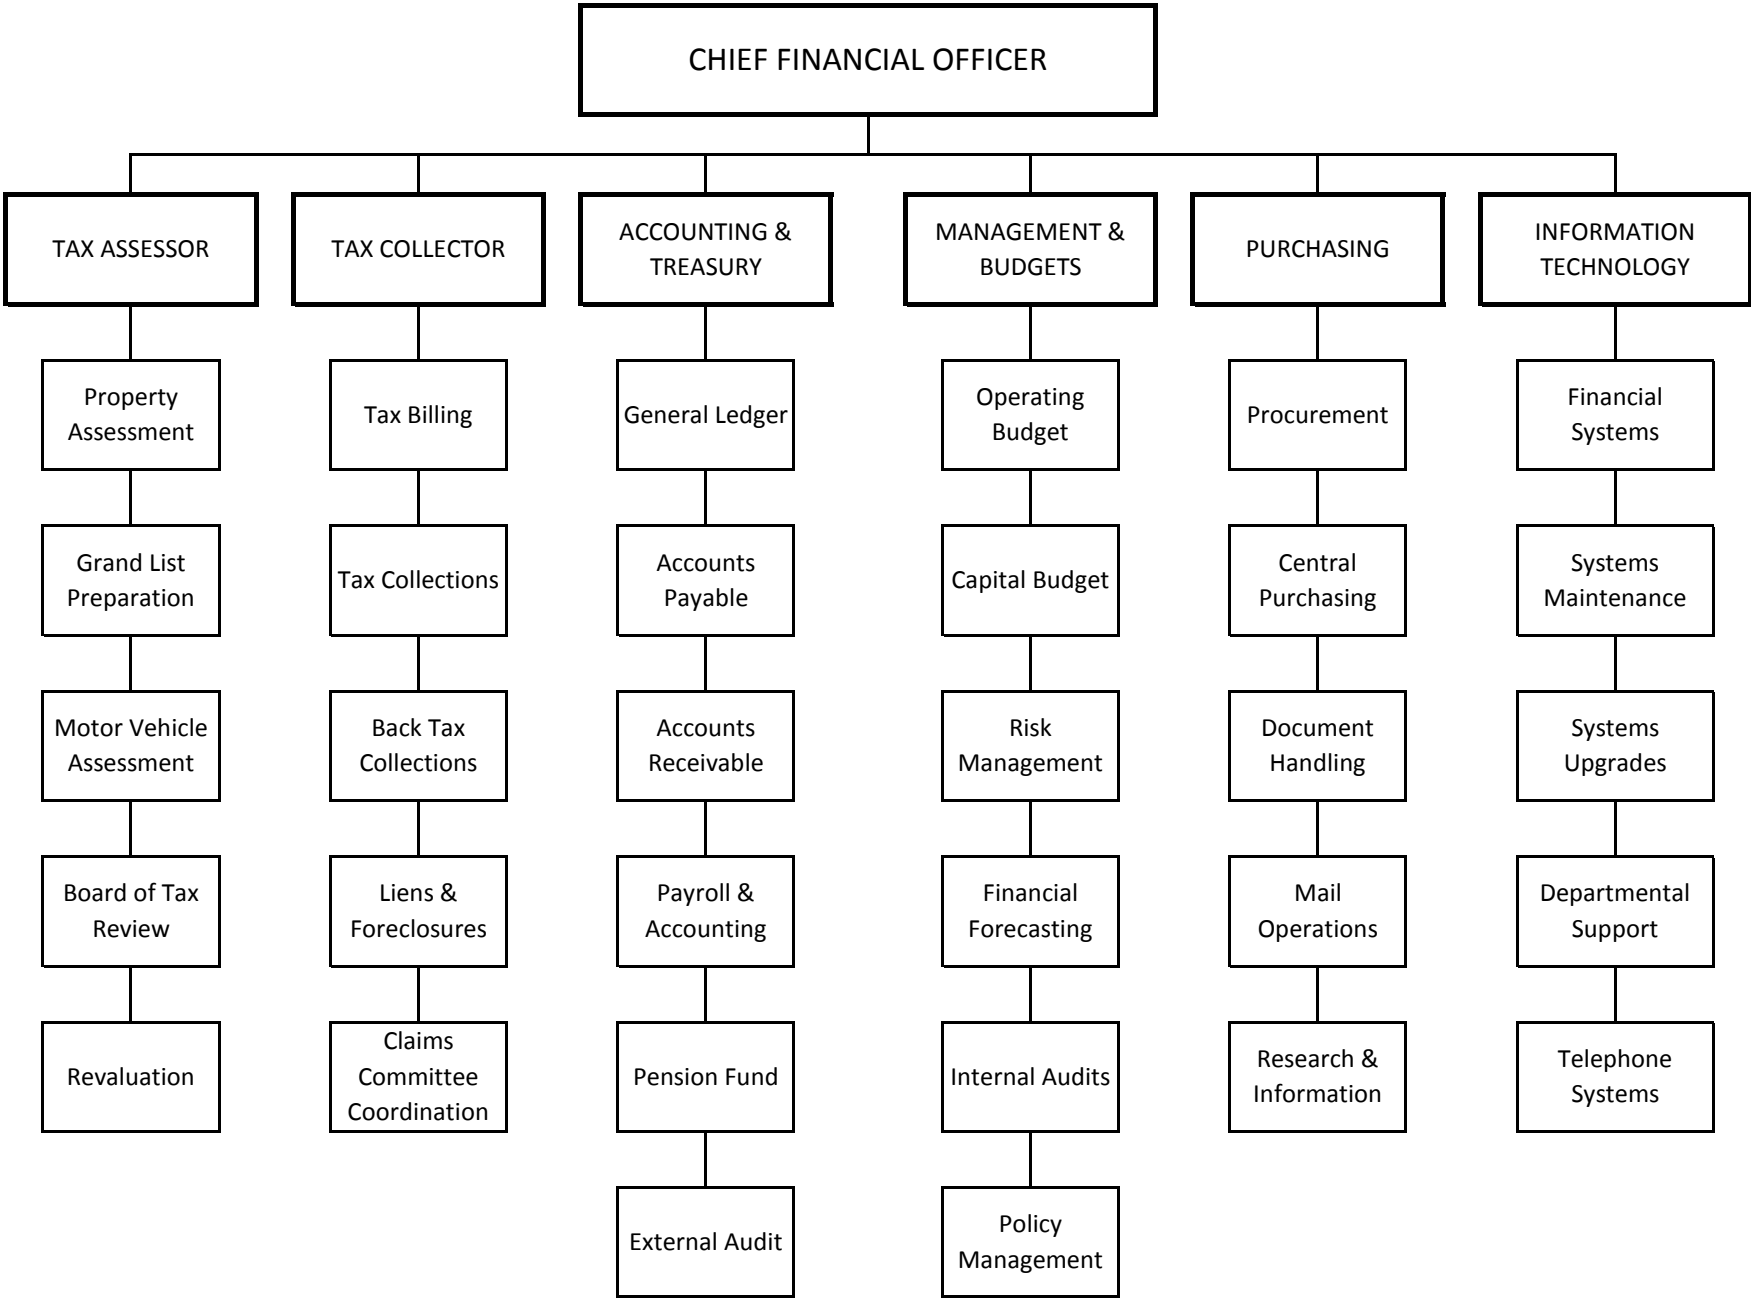 CHIEF FINANCIAL OFFICER
TAX ASSESSOR
TAX COLLECTOR
ACCOUNTING &
TREASURY
MANAGEMENT &
BUDGETS
PURCHASING
INFORMATION
TECHNOLOGY
Property
Assessment
Tax Billing
General Ledger
Operating
Budget
Procurement
Financial
Systems
Grand List
Preparation
Tax Collections
Accounts
Payable
Capital Budget
Central
Purchasing
Systems
Maintenance
Motor Vehicle
Assessment
Back Tax
Collections
Accounts
Receivable
Risk
Management
Document
Handling
Systems
Upgrades
Board of Tax
Review
Liens &
Foreclosures
Payroll &
Accounting
Financial
Forecasting
Mail
Operations
Departmental
Support
Revaluation
Claims
Committee
Coordination
Pension Fund
Internal Audits
Research &
Information
Telephone
Systems
External Audit
Policy
Management